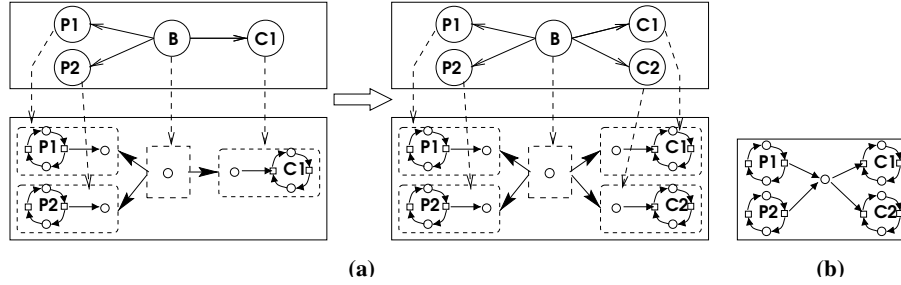 P1 B C1 P1 B C1
P2 P2 C2
P1 C1 P1 C1 P1 C1
P2 P2 C2 P2 C2
(a) (b)